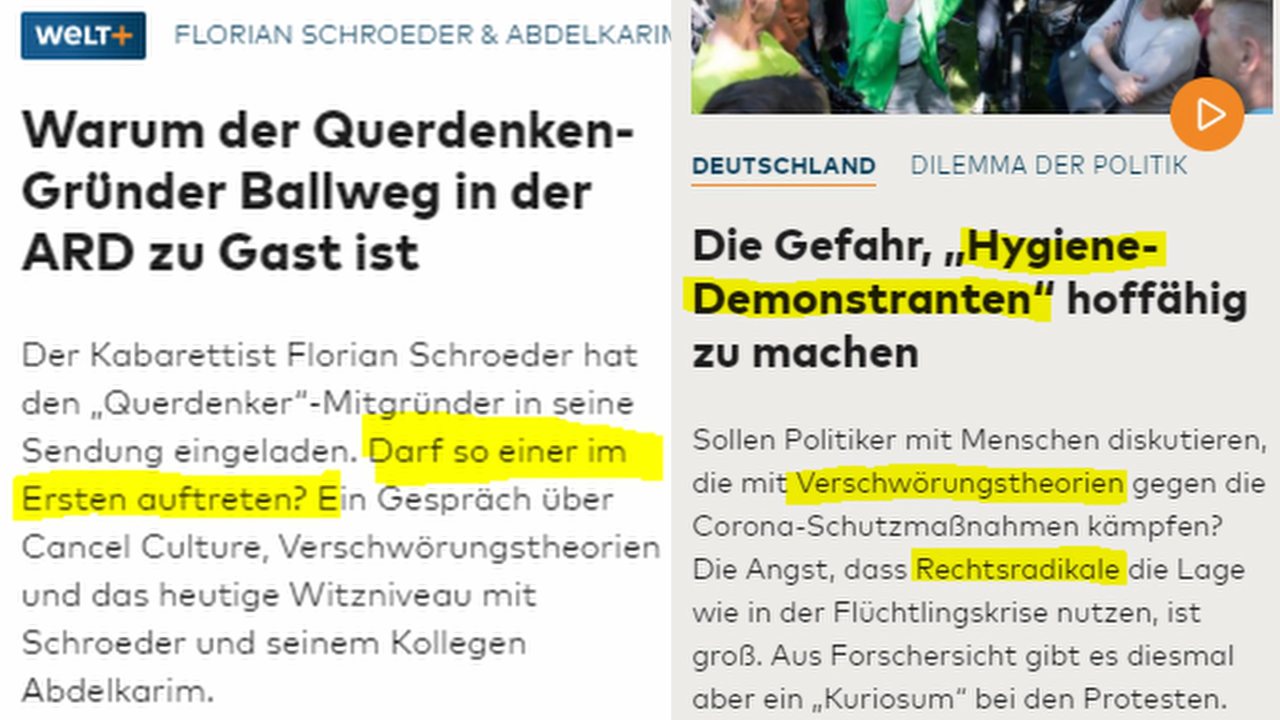 WELT+ FLORIAN SCHROEDER & ABDELKARIM
Warum der Querdenken-
Gründer Ballweg in der
ARD zu Gast ist
Der Kabarettist Florian Schroeder hat
den „Querdenker“-Mitgründer in seine
Sendung eingeladen. Darf so einer im
Ersten auftreten? Ein Gespräch über
Cancel Culture, Verschwörungstheorien
und das heutige Witzniveau mit
Schroeder und seinem Kollegen
Abdelkarim.
DEUTSCHLAND DILEMMA DER POLITIK
Die Gefahr, „Hygiene-
Demonstranten“ hoffähig
zu machen
Sollen Politiker mit Menschen diskutieren,
die mit Verschwörungstheorien gegen die
Corona-Schutzmaßnahmen kämpfen?
Die Angst, dass Rechtsradikale die Lage
wie in der Flüchtlingskrise nutzen, ist
groß. Aus Forschersicht gibt es diesmal
aber ein „Kuriosum“ bei den Protesten.